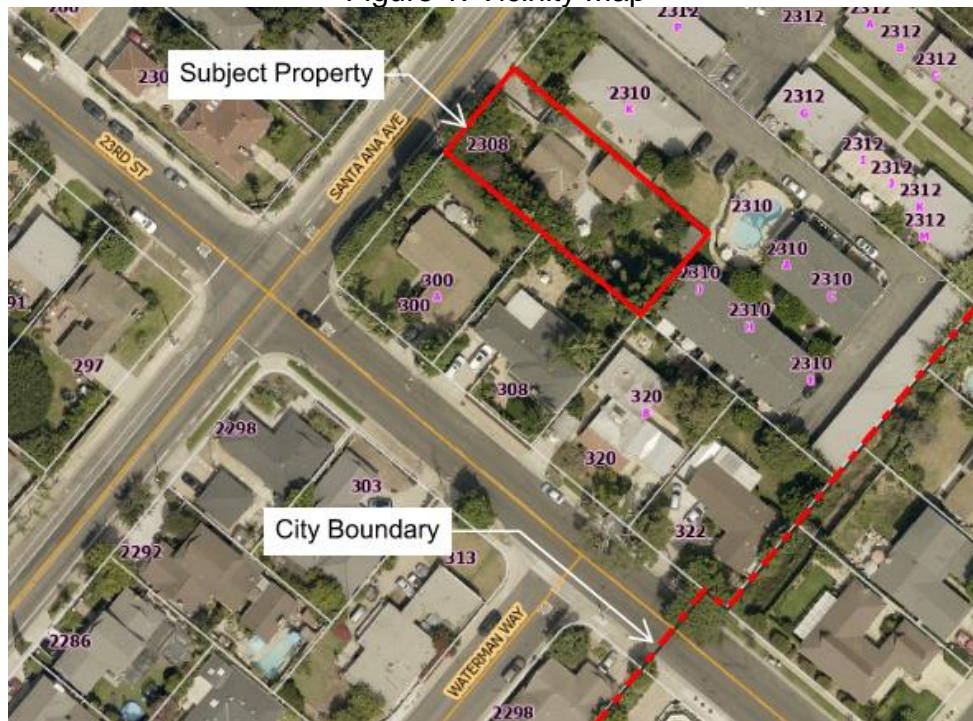 Subject Property
2308
2310
K
2312
P
2312
A
2312
B
2312
C
2312
G
2312
I
2312
J
2312
K
2312
M
23RD ST
SANTA ANA AVE
2310
2310
A
2310
C
2310
J
2310
H
300
A
300
297
308
320
B
320
2298
303
322
City Boundary
2292
313
2286
WATERMAN WAY
2298